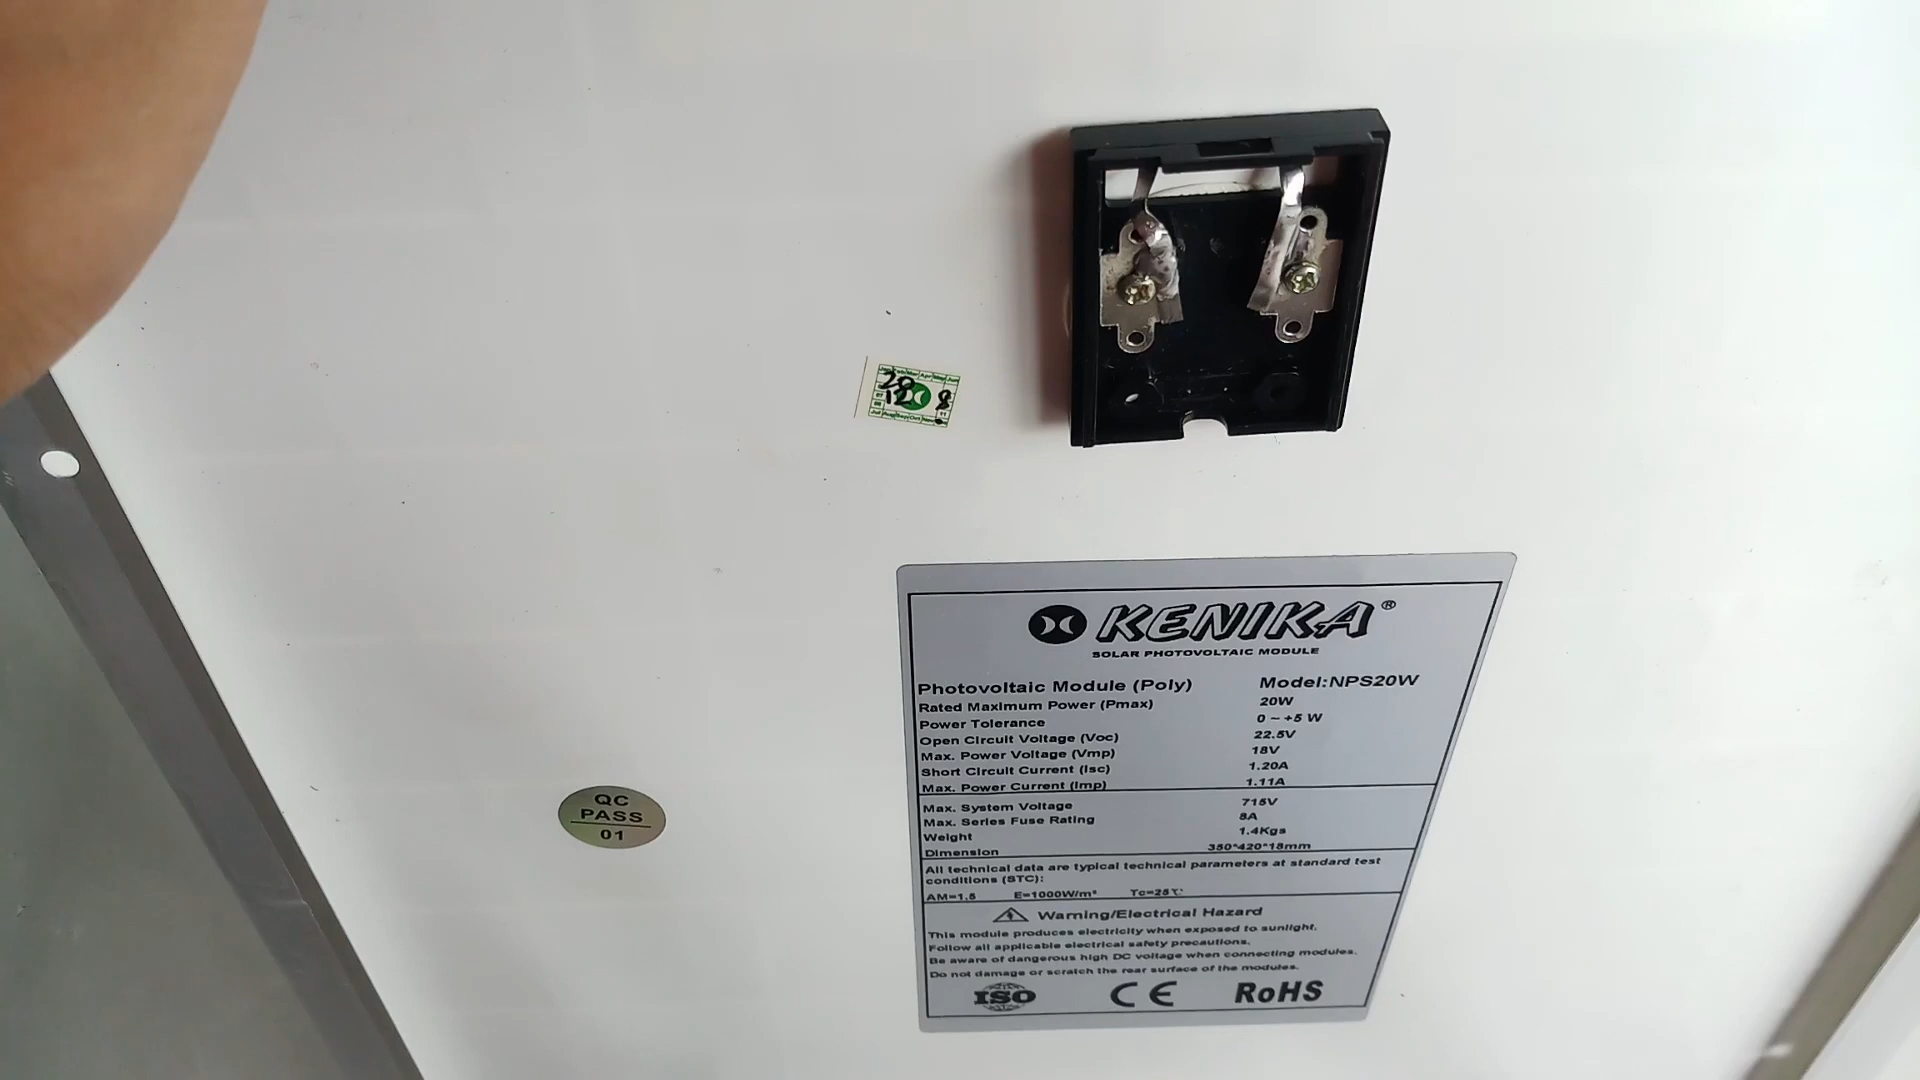 20
12
8
KENIKA®
SOLAR PHOTOVOLTAIC MODULE
Photovoltaic Module (Poly) Model:NPS20W
Rated Maximum Power (Pmax) 20W
Power Tolerance 0 ~ +5 W
Open Circuit Voltage (Voc) 22.5V
Max. Power Voltage (Vmp) 18V
Short Circuit Current (Isc) 1.20A
Max. Power Current (Imp) 1.11A
Max. System Voltage 715V
Max. Series Fuse Rating 8A
Weight 1.4Kgs
Dimension 350*420*18mm
All technical data are typical technical parameters at standard test
conditions (STC):
AM=1.5 E=1000W/m² Tc=25℃
Warning/Electrical Hazard
This module produces electricity when exposed to sunlight.
Follow all applicable electrical safety precautions.
Be aware of dangerous high DC voltage when connecting modules.
Do not damage or scratch the rear surface of the modules.
ISO CE RoHS
QC
PASS
01